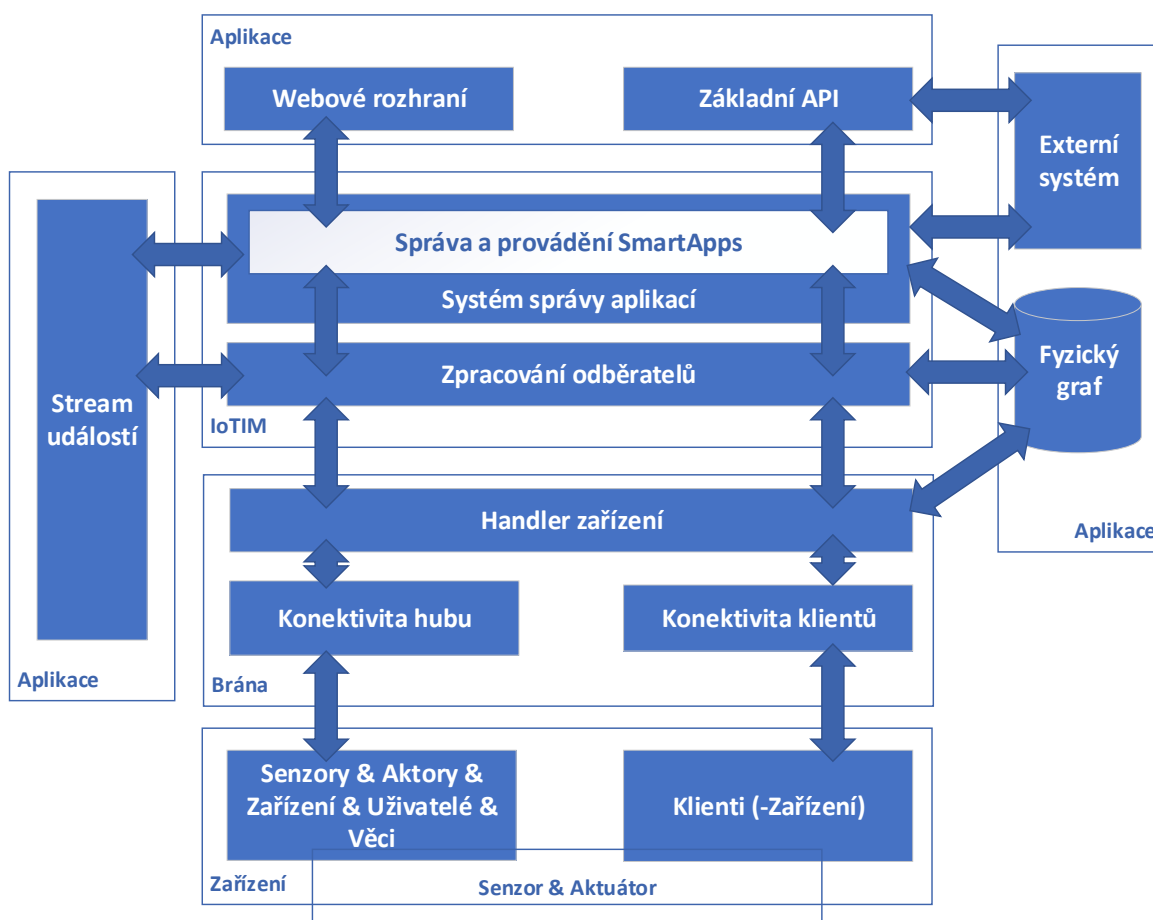 Aplikace
Webové rozhraní
Základní API
Externí
systém
Správa a provádění SmartApps
Systém správy aplikací
Zpracování odběratelů
IoTIM
Stream
událostí
Aplikace
Fyzický
graf
Aplikace
Handler zařízení
Konektivita hubu
Konektivita klientů
Brána
Senzory & Aktory &
Zařízení & Uživatelé &
Věci
Klienti (-Zařízení)
Zařízení
Senzor & Aktuátor